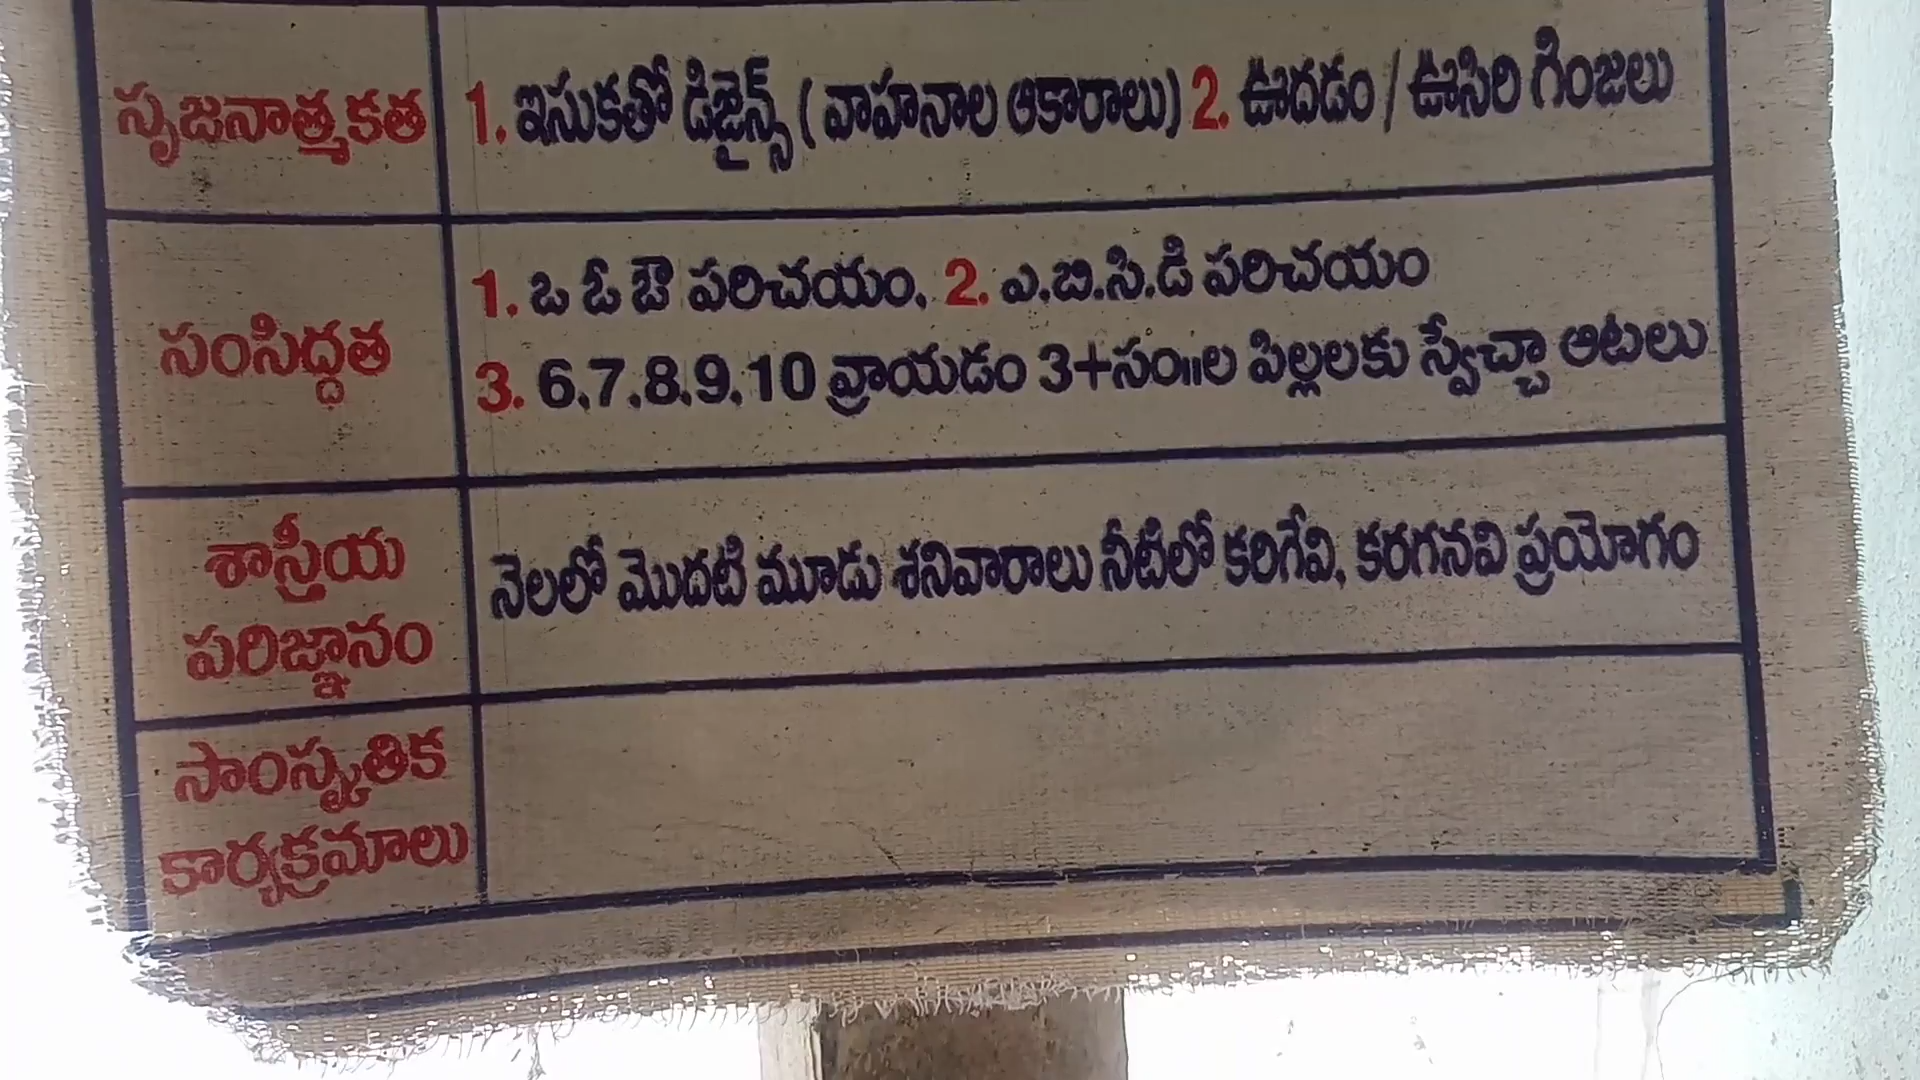 సృజనాత్మకత 1. ఇసుకతో డిజైన్స్ ( వాహనాల ఆకారాలు) 2. ఊదడం / ఊసిరి గింజలు
సంసిద్ధత
1. ఒ ఓ ఔ పరిచయం. 2. ఎ.బి.సి.డి పరిచయం
3. 6,7,8,9,10 వ్రాయడం 3+సం॥ల పిల్లలకు స్వేచ్ఛా ఆటలు
శాస్త్రీయ
పరిజ్ఞానం
నెలలో మొదటి మూడు శనివారాలు నీటిలో కరిగేవి, కరగనవి ప్రయోగం
సాంస్కృతిక
కార్యక్రమాలు